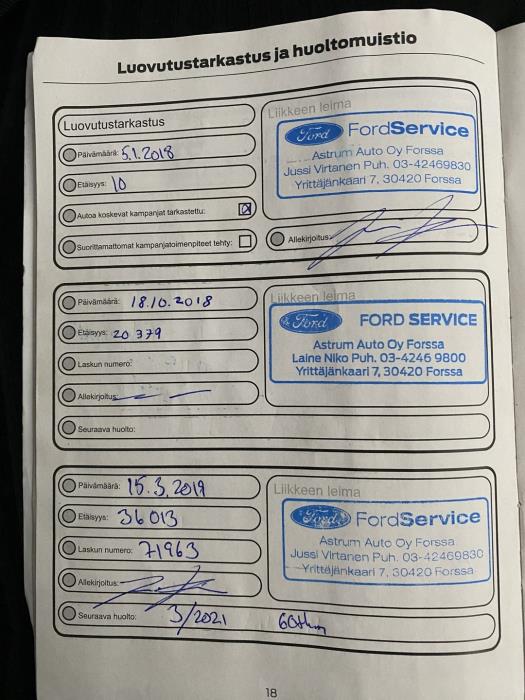 Luovutustarkastus ja huoltomuistio
Luovutustarkastus
Päivämäärä: 5.1.2018
Etäisyys: 10
Autoa koskevat kampanjat tarkastettu:
Suorittamattomat kampanjatoimenpiteet tehty:
Liikkeen leima
Ford FordService
Astrum Auto Oy Forssa
Jussi Virtanen Puh. 03-42469830
Yrittäjänkaari 7, 30420 Forssa
Allekirjoitus:
Päivämäärä: 18.10.2018
Etäisyys: 20 379
Laskun numero:
Allekirjoitus:
Seuraava huolto:
Liikkeen leima
Ford FORD SERVICE
Astrum Auto Oy Forssa
Laine Niko Puh. 03-4246 9800
Yrittäjänkaari 7, 30420 Forssa
Päivämäärä: 15.3.2019
Etäisyys: 36 013
Laskun numero: 71963
Allekirjoitus:
Seuraava huolto: 3/2021 60tkm
Liikkeen leima
Ford FordService
Astrum Auto Oy Forssa
Jussi Virtanen Puh. 03-42469830
Yrittäjänkaari 7, 30420 Forssa
18